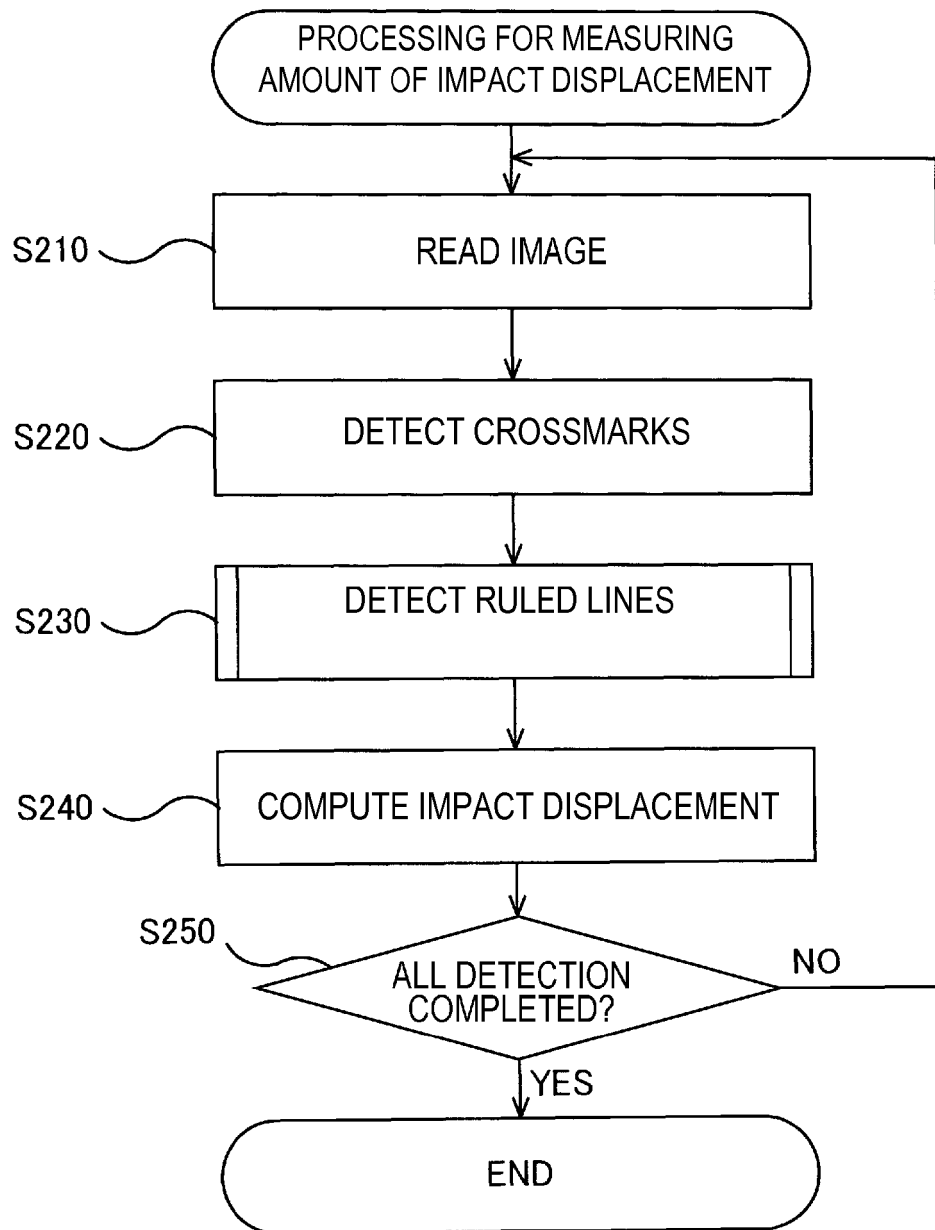 PROCESSING FOR MEASURING
AMOUNT OF IMPACT DISPLACEMENT
S210
READ IMAGE
S220
DETECT CROSSMARKS
S230
DETECT RULED LINES
S240
COMPUTE IMPACT DISPLACEMENT
S250
ALL DETECTION
COMPLETED?
NO
YES
END